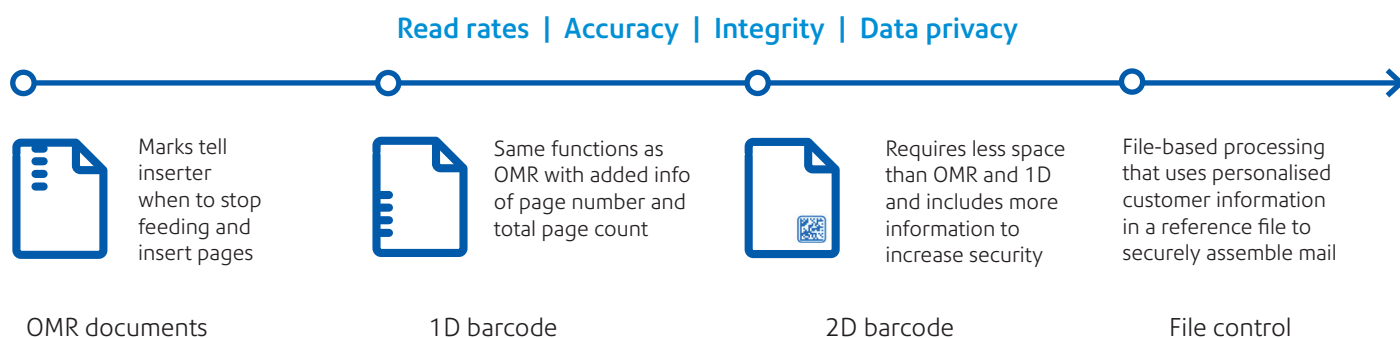 Read rates | Accuracy | Integrity | Data privacy
Marks tell
inserter
when to stop
feeding and
insert pages
Same functions as
OMR with added info
of page number and
total page count
Requires less space
than OMR and 1D
and includes more
information to
increase security
File-based processing
that uses personalised
customer information
in a reference file to
securely assemble mail
OMR documents
1D barcode
2D barcode
File control